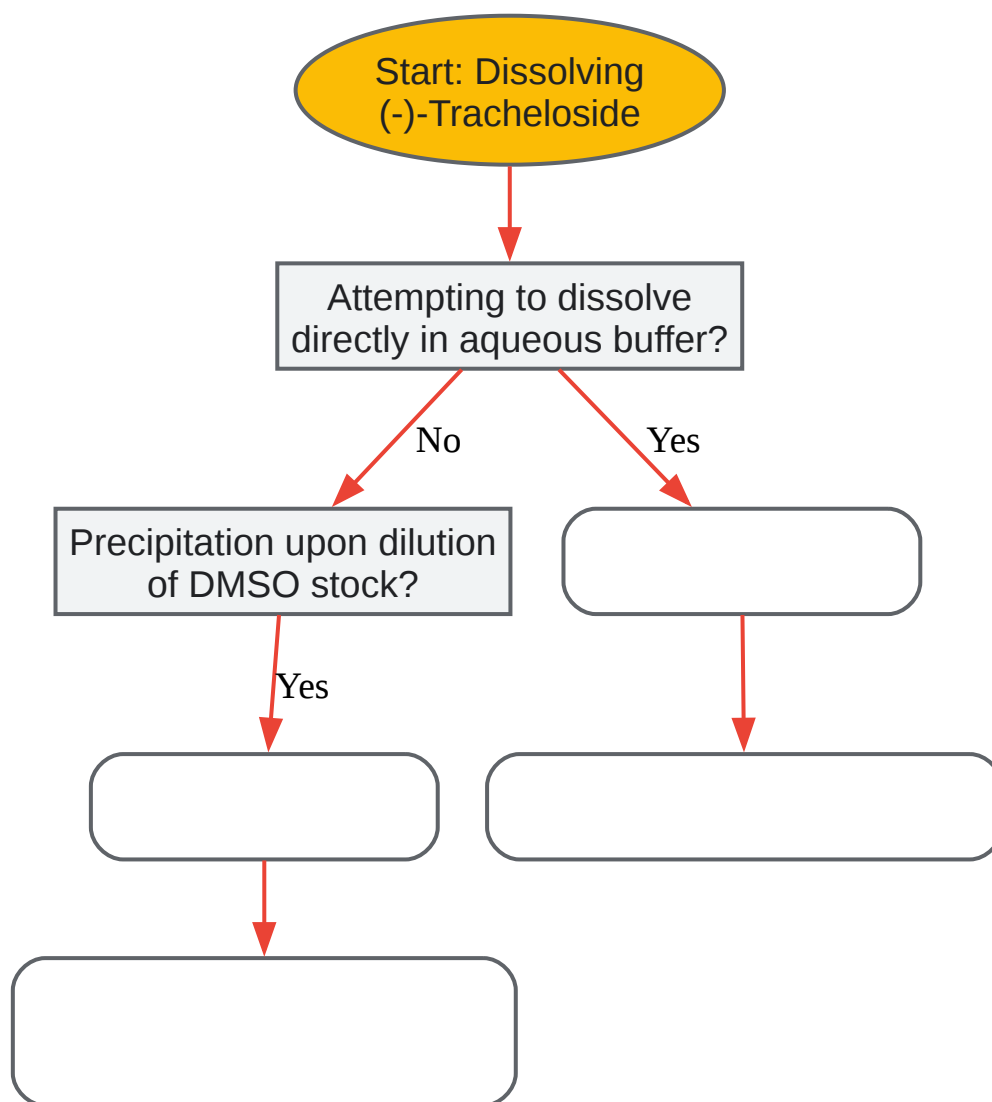 Start: Dissolving
(-)-Tracheloside
Attempting to dissolve
directly in aqueous buffer?
No
Yes
Precipitation upon dilution
of DMSO stock?
Yes